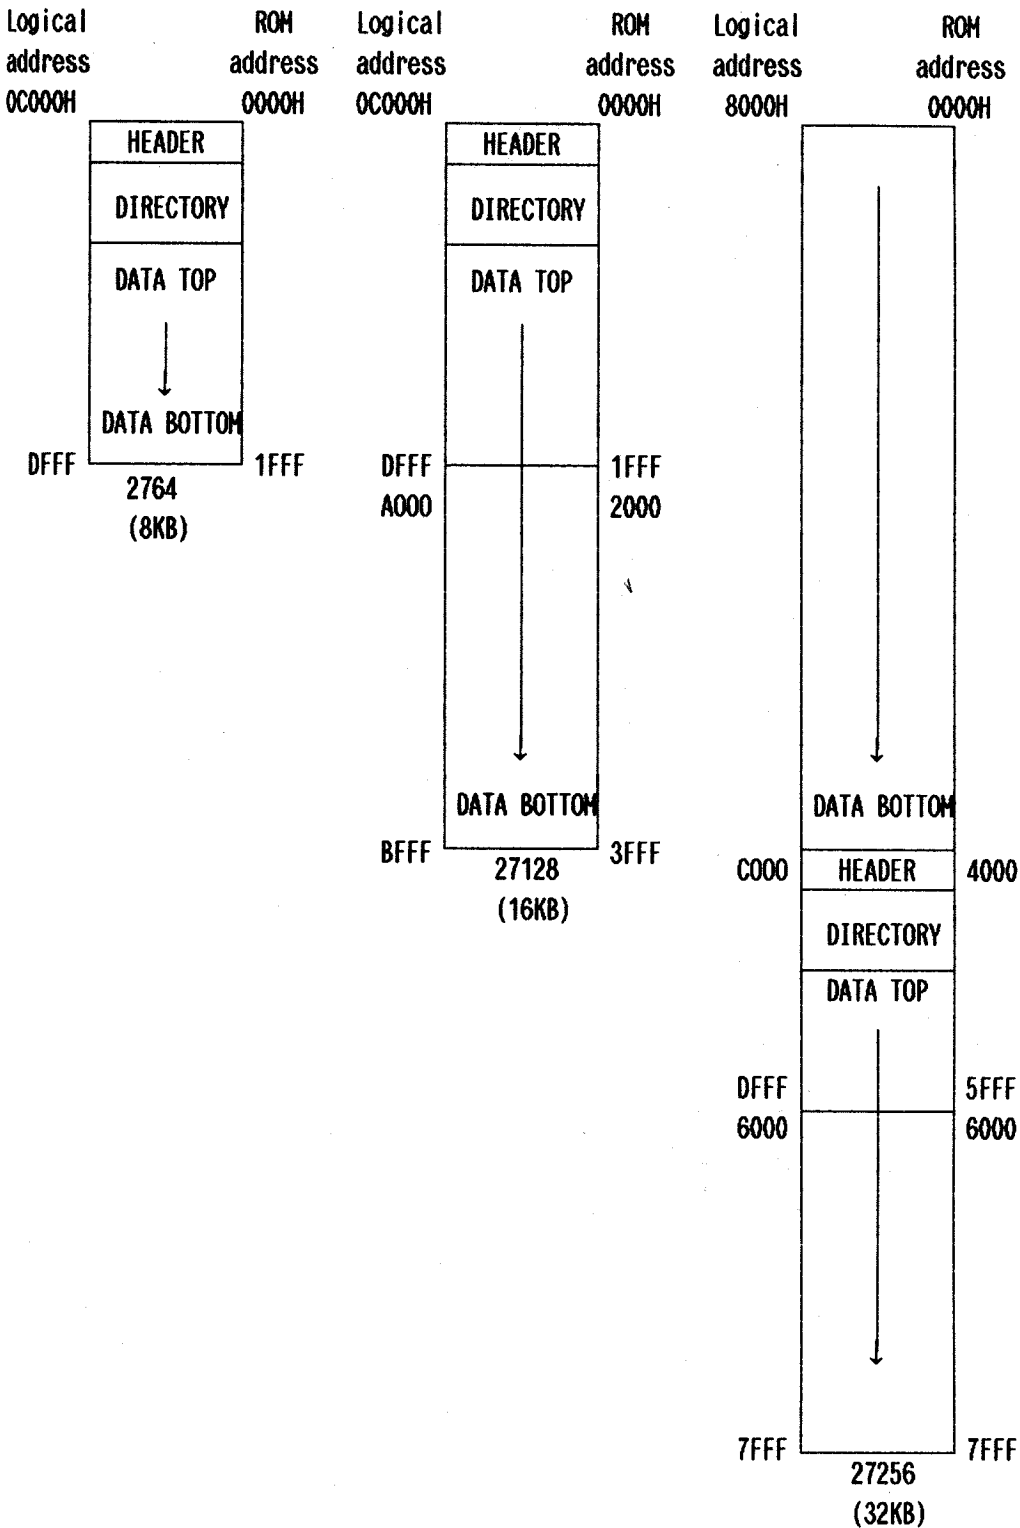 Logical
address
0C000H
ROM
address
0000H
HEADER
DIRECTORY
DATA TOP
DATA BOTTOM
DFFF
1FFF
2764
(8KB)
Logical
address
0C000H
ROM
address
0000H
HEADER
DIRECTORY
DATA TOP
DFFF
1FFF
A000
2000
DATA BOTTOM
BFFF
3FFF
27128
(16KB)
Logical
address
8000H
ROM
address
0000H
DATA BOTTOM
C000
HEADER
4000
DIRECTORY
DATA TOP
DFFF
5FFF
6000
6000
7FFF
7FFF
27256
(32KB)